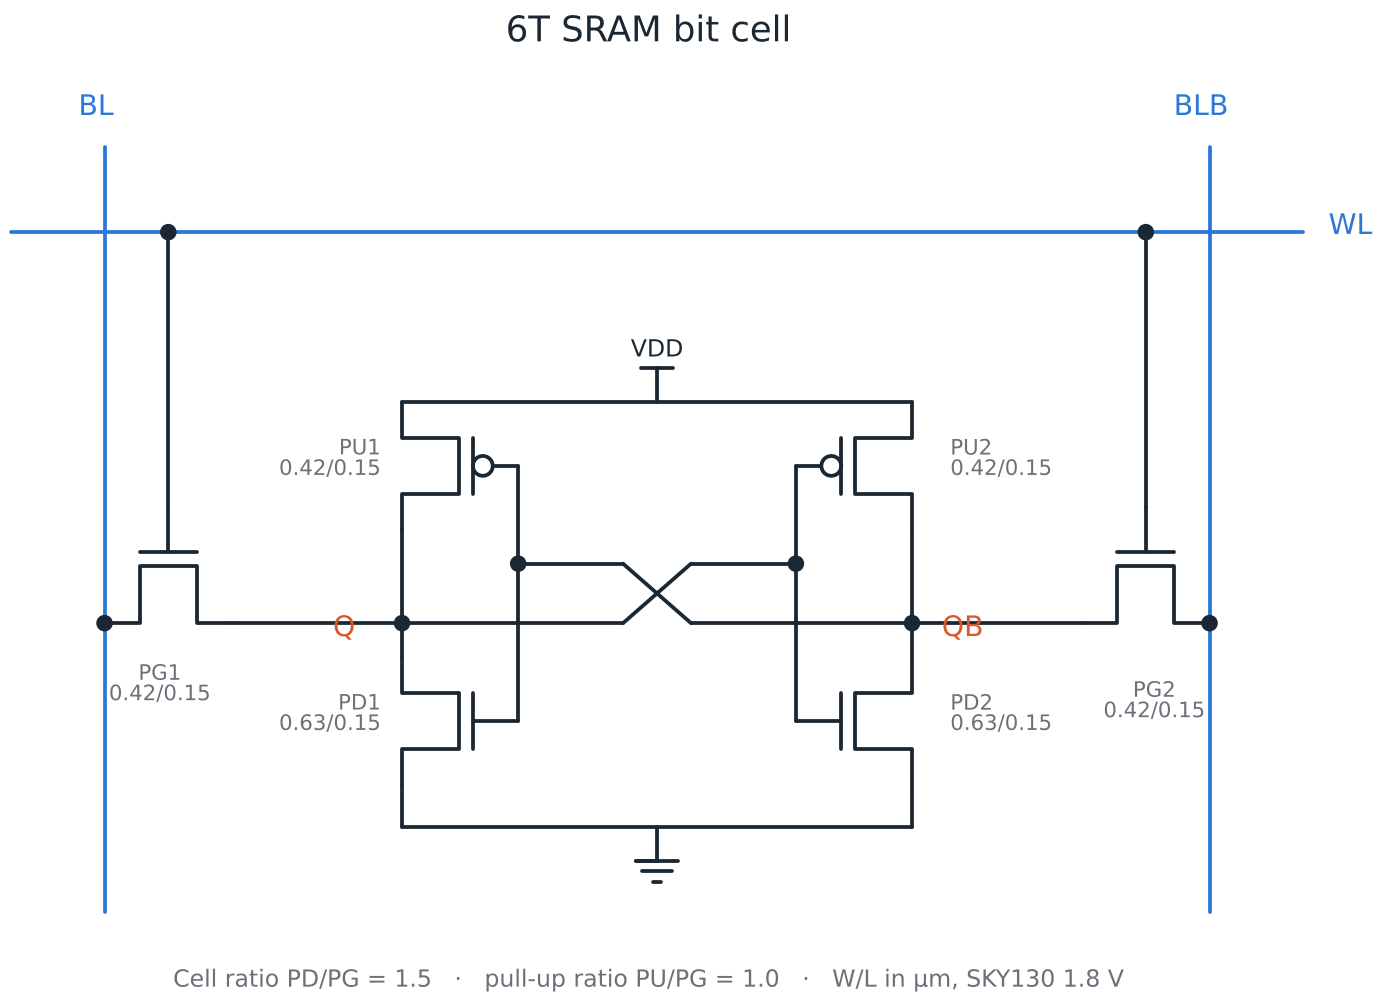 6T SRAM bit cell
BL
BLB
WL
VDD
PU1
0.42/0.15
PU2
0.42/0.15
Q
QB
PG1
0.42/0.15
PD1
0.63/0.15
PD2
0.63/0.15
PG2
0.42/0.15
Cell ratio PD/PG = 1.5 · pull-up ratio PU/PG = 1.0 · W/L in µm, SKY130 1.8 V